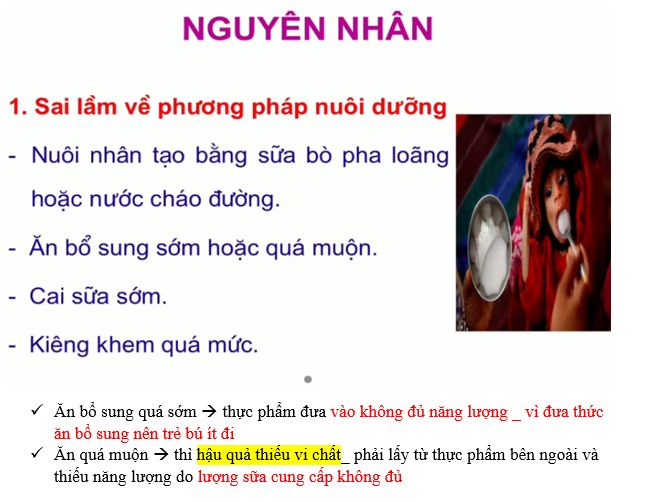 NGUYÊN NHÂN
1. Sai lầm về phương pháp nuôi dưỡng
- Nuôi nhân tạo bằng sữa bò pha loãng
hoặc nước cháo đường.
- Ăn bổ sung sớm hoặc quá muộn.
- Cai sữa sớm.
- Kiêng khem quá mức.
✓ Ăn bổ sung quá sớm → thực phẩm đưa vào không đủ năng lượng _ vì đưa thức
ăn bổ sung nên trẻ bú ít đi
✓ Ăn quá muộn → thì hậu quả thiếu vi chất_ phải lấy từ thực phẩm bên ngoài và
thiếu năng lượng do lượng sữa cung cấp không đủ